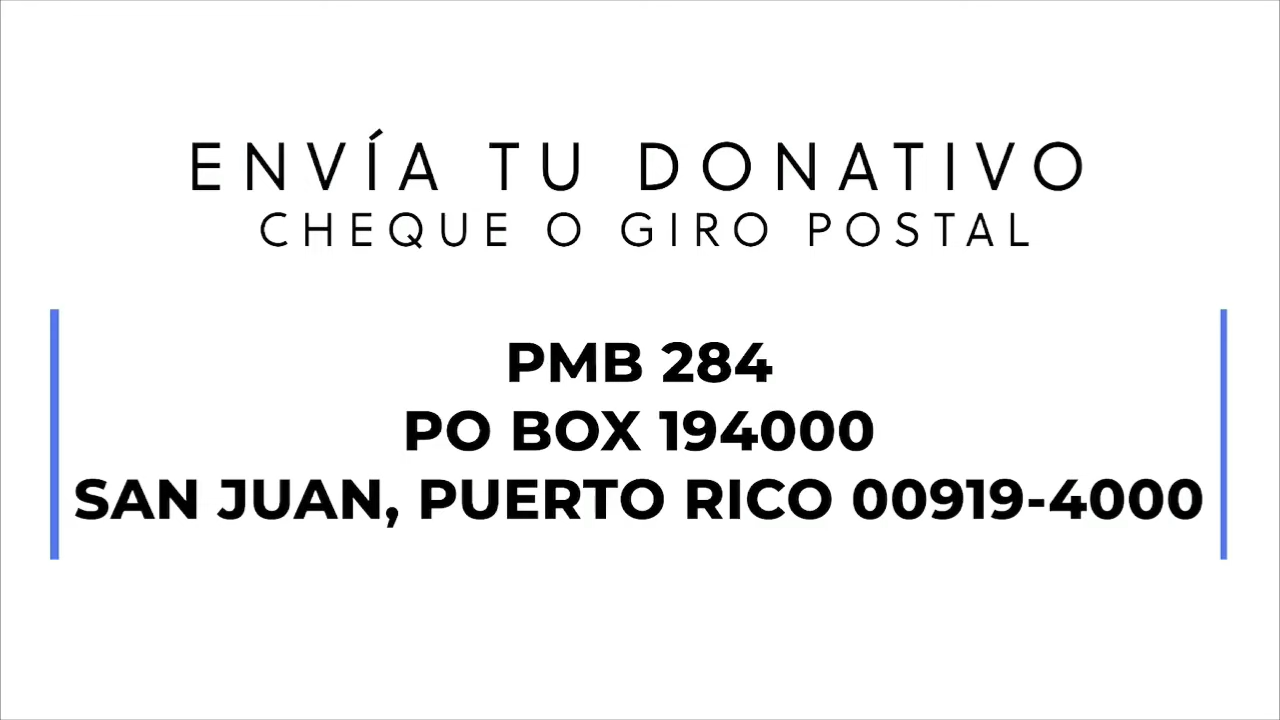 ENVÍA TU DONATIVO
CHEQUE O GIRO POSTAL
PMB 284
PO BOX 194000
SAN JUAN, PUERTO RICO 00919-4000